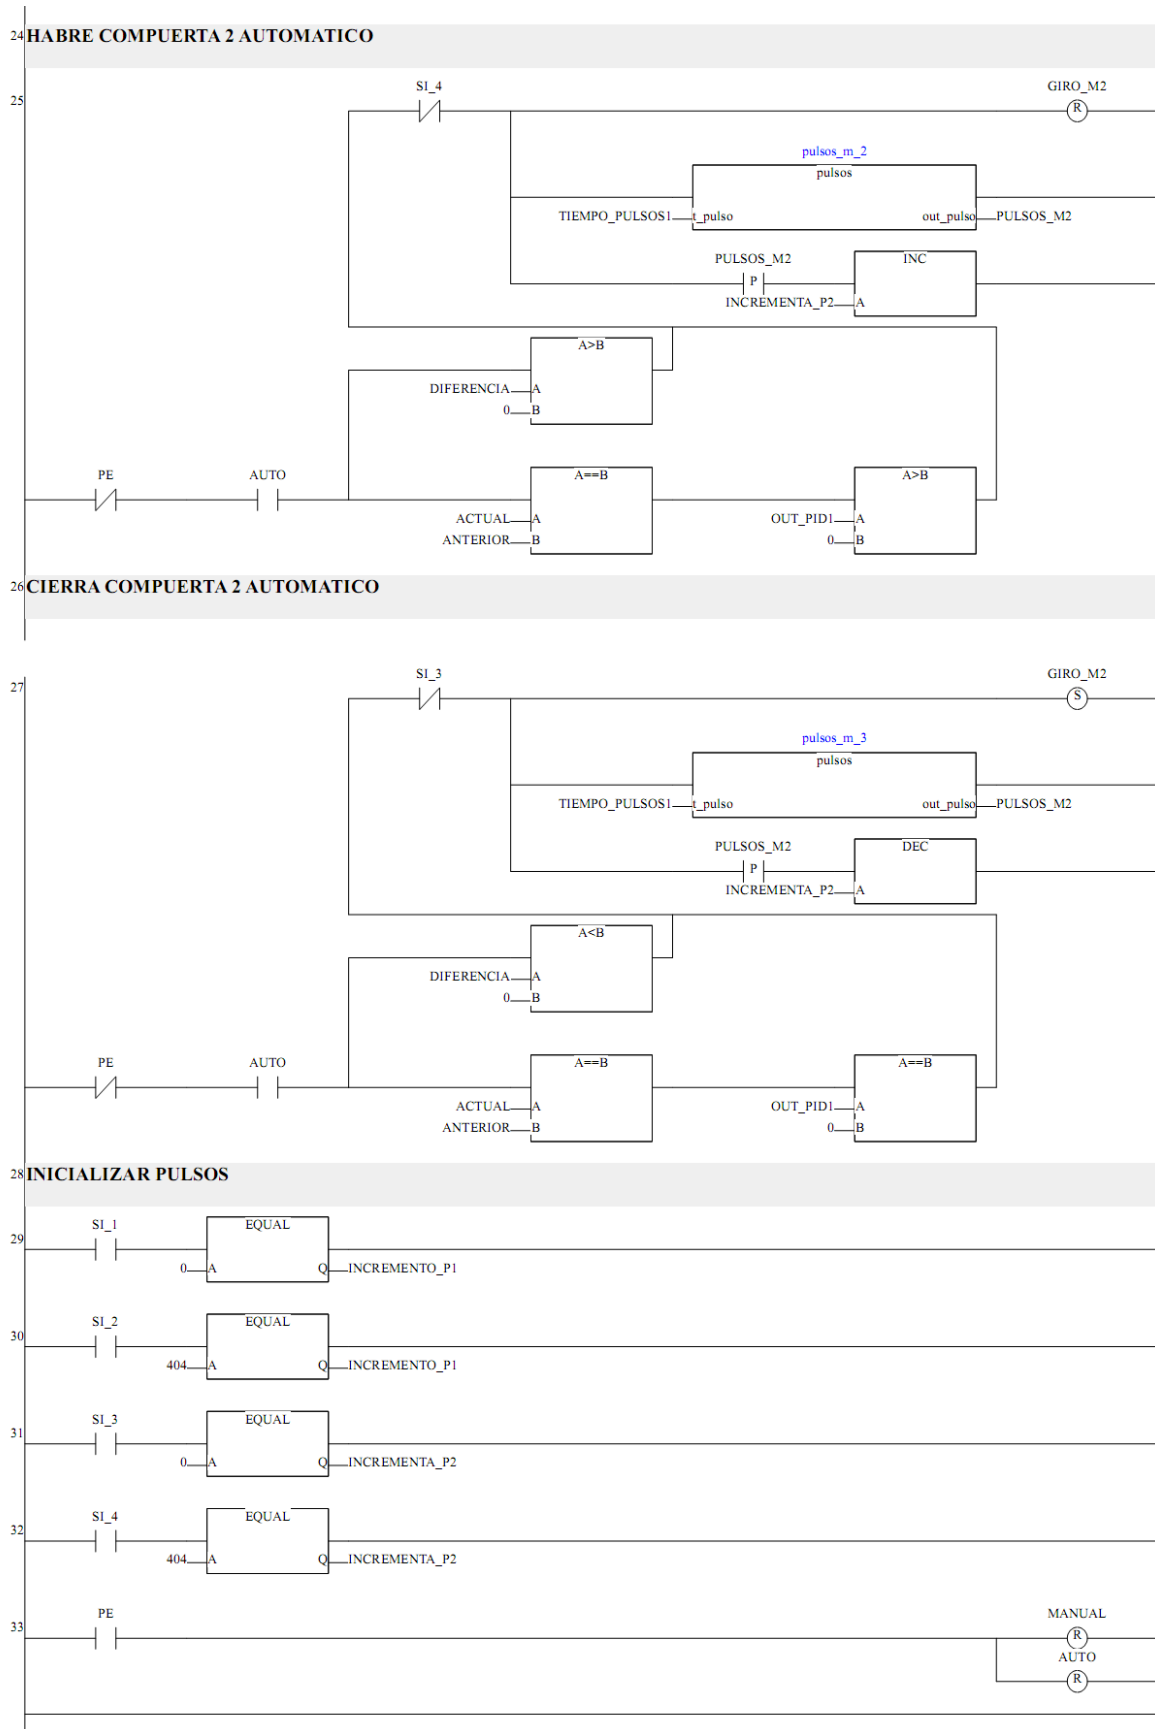 24 HABRE COMPUERTA 2 AUTOMATICO
25
SI_4 GIRO_M2
R
pulsos_m_2
pulsos
TIEMPO_PULSOS1 t_pulso out_pulso PULSOS_M2
PULSOS_M2 INC
P
INCREMENTA_P2 A
A>B
DIFERENCIA A
0 B
PE AUTO A==B A>B
ACTUAL A OUT_PID1 A
ANTERIOR B 0 B
26 CIERRA COMPUERTA 2 AUTOMATICO
27
SI_3 GIRO_M2
S
pulsos_m_3
pulsos
TIEMPO_PULSOS1 t_pulso out_pulso PULSOS_M2
PULSOS_M2 DEC
P
INCREMENTA_P2 A
A<B
DIFERENCIA A
0 B
PE AUTO A==B A==B
ACTUAL A OUT_PID1 A
ANTERIOR B 0 B
28 INICIALIZAR PULSOS
29
SI_1 EQUAL
0 A Q INCREMENTO_P1
30
SI_2 EQUAL
404 A Q INCREMENTO_P1
31
SI_3 EQUAL
0 A Q INCREMENTA_P2
32
SI_4 EQUAL
404 A Q INCREMENTA_P2
33
PE MANUAL
R
AUTO
R